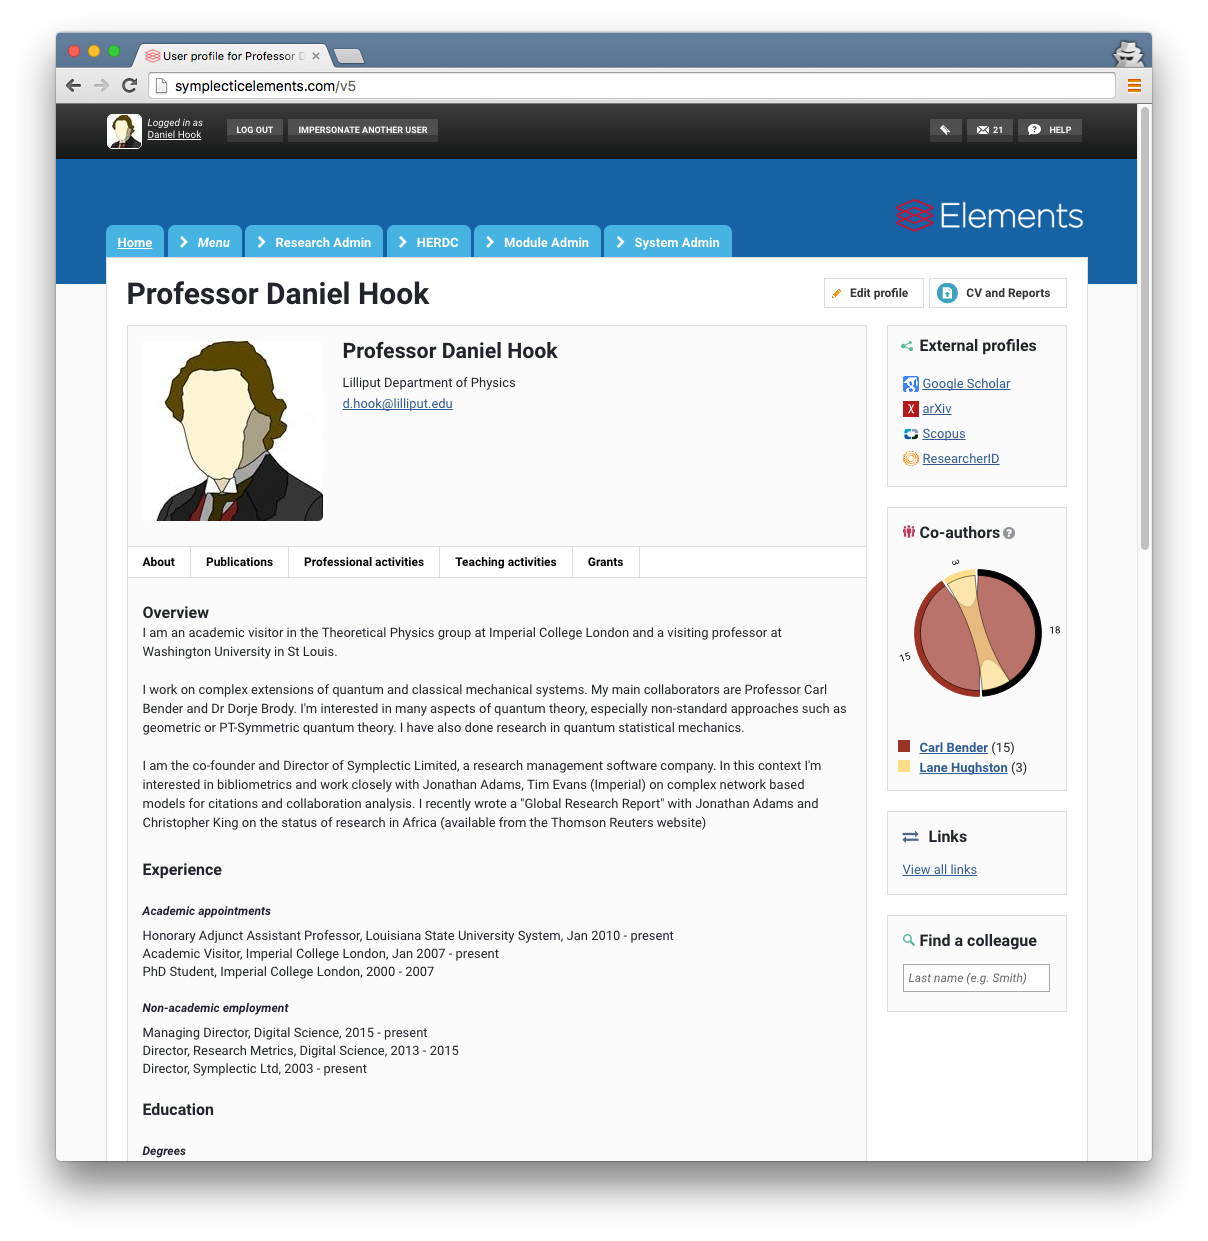 User profile for Professor D
symplecticelements.com/v5
Logged in as
Daniel Hook
LOG OUT
IMPERSONATE ANOTHER USER
21
HELP
Elements
Home
Menu
Research Admin
HERDC
Module Admin
System Admin
Professor Daniel Hook
Edit profile
CV and Reports
Professor Daniel Hook
Lilliput Department of Physics
d.hook@lilliput.edu
About
Publications
Professional activities
Teaching activities
Grants
Overview
I am an academic visitor in the Theoretical Physics group at Imperial College London and a visiting professor at
Washington University in St Louis.
I work on complex extensions of quantum and classical mechanical systems. My main collaborators are Professor Carl
Bender and Dr Dorje Brody. I'm interested in many aspects of quantum theory, especially non-standard approaches such as
geometric or PT-Symmetric quantum theory. I have also done research in quantum statistical mechanics.
I am the co-founder and Director of Symplectic Limited, a research management software company. In this context I'm
interested in bibliometrics and work closely with Jonathan Adams, Tim Evans (Imperial) on complex network based
models for citations and collaboration analysis. I recently wrote a "Global Research Report" with Jonathan Adams and
Christopher King on the status of research in Africa (available from the Thomson Reuters website)
Experience
Academic appointments
Honorary Adjunct Assistant Professor, Louisiana State University System, Jan 2010 - present
Academic Visitor, Imperial College London, Jan 2007 - present
PhD Student, Imperial College London, 2000 - 2007
Non-academic employment
Managing Director, Digital Science, 2015 - present
Director, Research Metrics, Digital Science, 2013 - 2015
Director, Symplectic Ltd, 2003 - present
Education
Degrees
External profiles
Google Scholar
arXiv
Scopus
ResearcherID
Co-authors
3
18
15
Carl Bender (15)
Lane Hughston (3)
Links
View all links
Find a colleague
Last name (e.g. Smith)